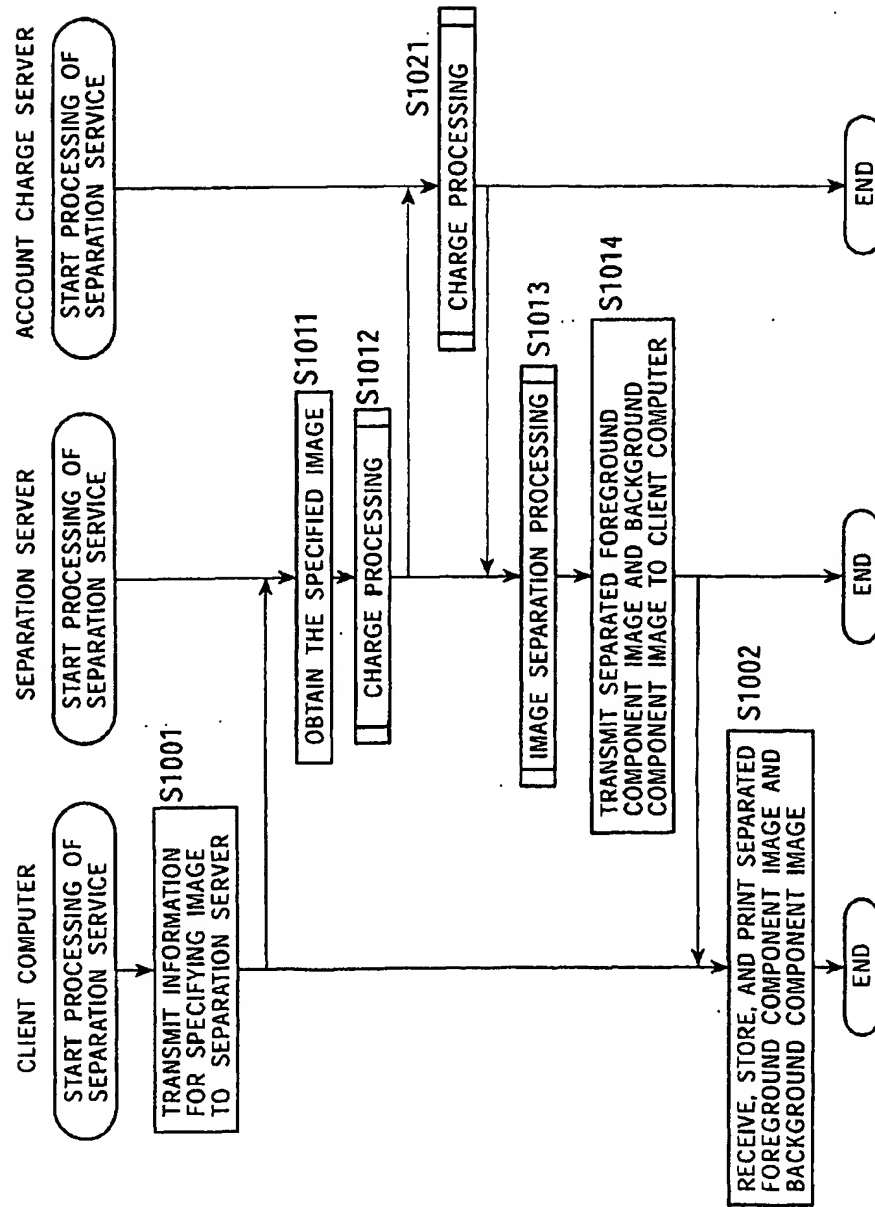 CLIENT COMPUTER
START PROCESSING OF
SEPARATION SERVICE
S1001
TRANSMIT INFORMATION
FOR SPECIFYING IMAGE
TO SEPARATION SERVER
S1002
RECEIVE, STORE, AND PRINT SEPARATED
FOREGROUND COMPONENT IMAGE AND
BACKGROUND COMPONENT IMAGE
END
SEPARATION SERVER
START PROCESSING OF
SEPARATION SERVICE
S1011
OBTAIN THE SPECIFIED IMAGE
S1012
CHARGE PROCESSING
S1013
IMAGE SEPARATION PROCESSING
S1014
TRANSMIT SEPARATED FOREGROUND
COMPONENT IMAGE AND BACKGROUND
COMPONENT IMAGE TO CLIENT COMPUTER
END
ACCOUNT CHARGE SERVER
START PROCESSING OF
SEPARATION SERVICE
S1021
CHARGE PROCESSING
END